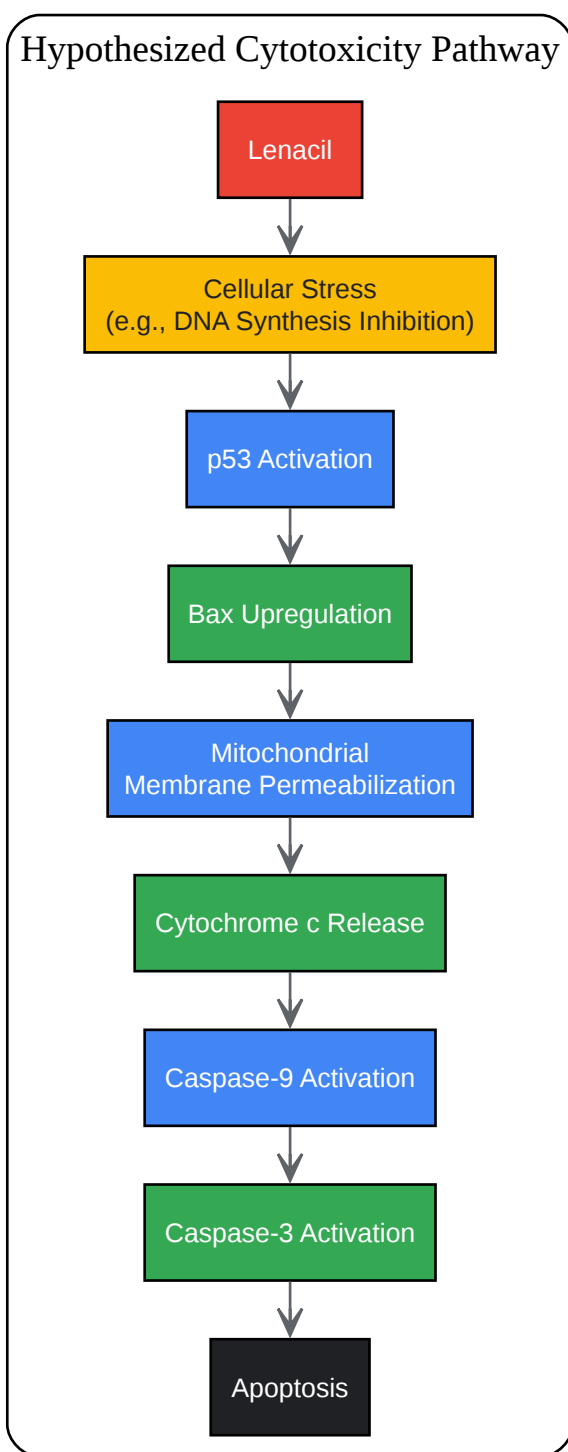 Hypothesized Cytotoxicity Pathway
Lenacil
Cellular Stress
(e.g., DNA Synthesis Inhibition)
p53 Activation
Bax Upregulation
Mitochondrial
Membrane Permeabilization
Cytochrome c Release
Caspase-9 Activation
Caspase-3 Activation
Apoptosis